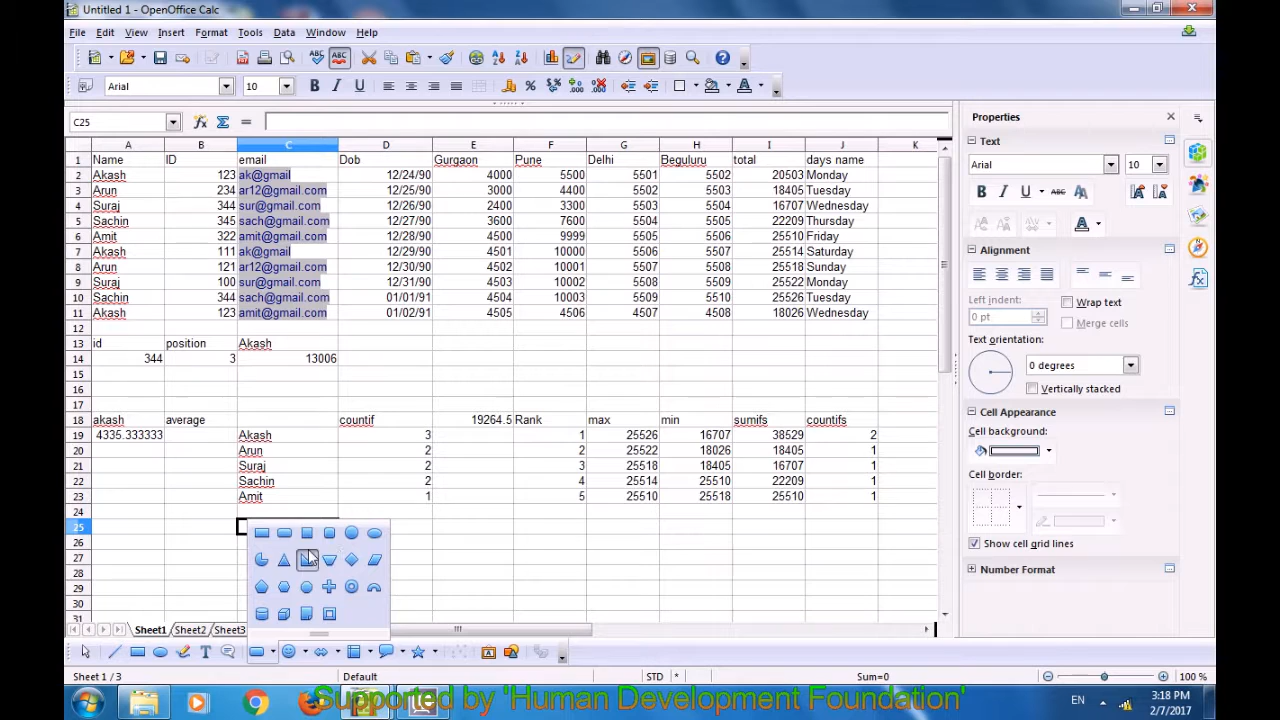 Untitled 1 - OpenOffice Calc
File Edit View Insert Format Tools Data Window Help
Arial 10
C25
A B C D E F G H I J K
1 Name ID email Dob Gurgaon Pune Delhi Beguluru total days name
2 Akash 123 ak@gmail 12/24/90 4000 5500 5501 5502 20503 Monday
3 Arun 234 ar12@gmail.com 12/25/90 3000 4400 5502 5503 18405 Tuesday
4 Suraj 344 sur@gmail.com 12/26/90 2400 3300 5503 5504 16707 Wednesday
5 Sachin 345 sach@gmail.com 12/27/90 3600 7600 5504 5505 22209 Thursday
6 Amit 322 amit@gmail.com 12/28/90 4500 9999 5505 5506 25510 Friday
7 Akash 111 ak@gmail 12/29/90 4501 10000 5506 5507 25514 Saturday
8 Arun 121 ar12@gmail.com 12/30/90 4502 10001 5507 5508 25518 Sunday
9 Suraj 100 sur@gmail.com 12/31/90 4503 10002 5508 5509 25522 Monday
10 Sachin 344 sach@gmail.com 01/01/91 4504 10003 5509 5510 25526 Tuesday
11 Akash 123 amit@gmail.com 01/02/91 4505 4506 4507 4508 18026 Wednesday
12
13 id position Akash
14 344 3 13006
15
16
17
18 akash average countif 19264.5 Rank max min sumifs countifs
19 4335.333333 Akash 3 1 25526 16707 38529 2
20 Arun 2 2 25522 18026 18405 1
21 Suraj 2 3 25518 18405 16707 1
22 Sachin 2 4 25514 25510 22209 1
23 Amit 1 5 25510 25518 25510 1
24
25
26
27
28
29
30
31
Sheet1 Sheet2 Sheet3
Sheet 1 / 3 Default STD * Sum=0 100 %
Properties
Text
Arial 10
Alignment
Left indent: Wrap text
0 pt Merge cells
Text orientation:
0 degrees
Vertically stacked
Cell Appearance
Cell background:
Cell border:
Show cell grid lines
Number Format
Supported by 'Human Development Foundation'
EN 3:18 PM
2/7/2017